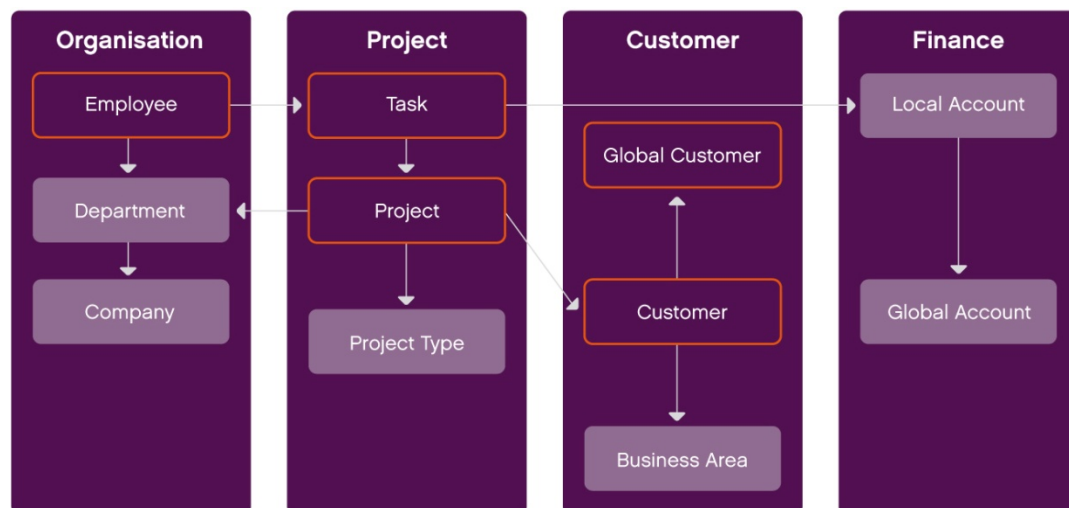 Organisation
Employee
Department
Company
Project
Task
Project
Project Type
Customer
Global Customer
Customer
Business Area
Finance
Local Account
Global Account